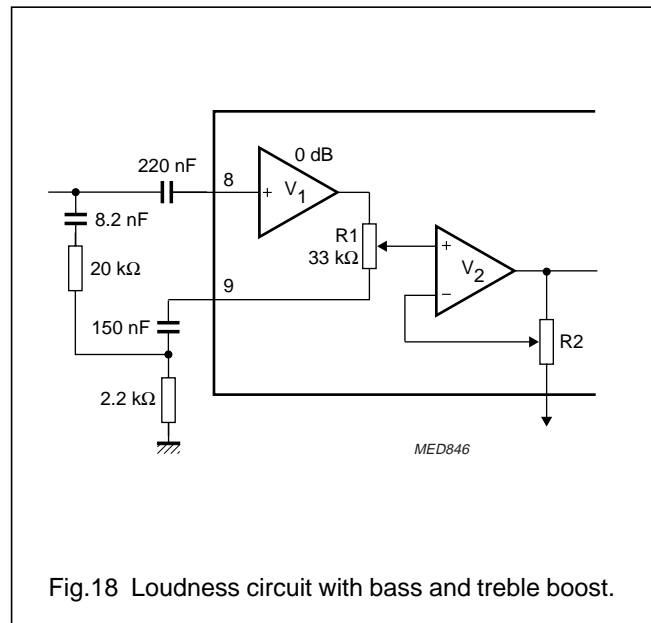 0 dB
220 nF
8
+
V1
8.2 nF
R1
33 kΩ
+
V2
−
20 kΩ
9
150 nF
R2
2.2 kΩ
MED846
Fig.18 Loudness circuit with bass and treble boost.